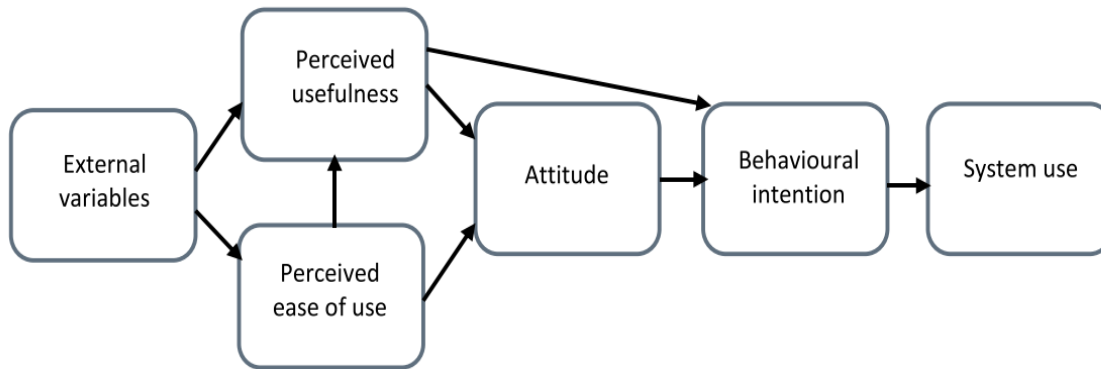 External
variables
Perceived
usefulness
Perceived
ease of use
Attitude
Behavioural
intention
System use